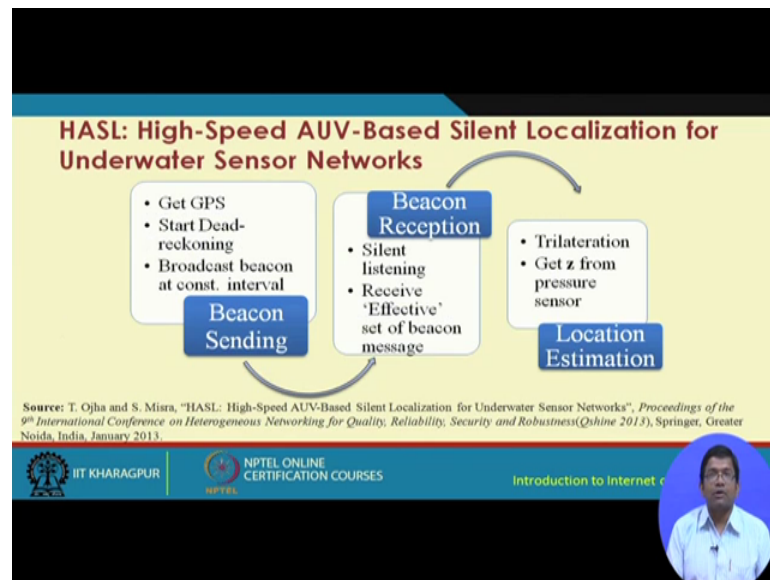 HASL: High-Speed AUV-Based Silent Localization for
Underwater Sensor Networks
• Get GPS
• Start Dead-
reckoning
• Broadcast beacon
at const. interval
Beacon
Sending
Beacon
Reception
• Silent
listening
• Receive
‘Effective’
set of beacon
message
• Trilateration
• Get z from
pressure
sensor
Location
Estimation
Source: T. Ojha and S. Misra, “HASL: High-Speed AUV-Based Silent Localization for Underwater Sensor Networks”, Proceedings of the
9th International Conference on Heterogeneous Networking for Quality, Reliability, Security and Robustness(Qshine 2013), Springer, Greater
Noida, India, January 2013.
IIT KHARAGPUR
NPTEL
NPTEL ONLINE
CERTIFICATION COURSES
Introduction to Internet